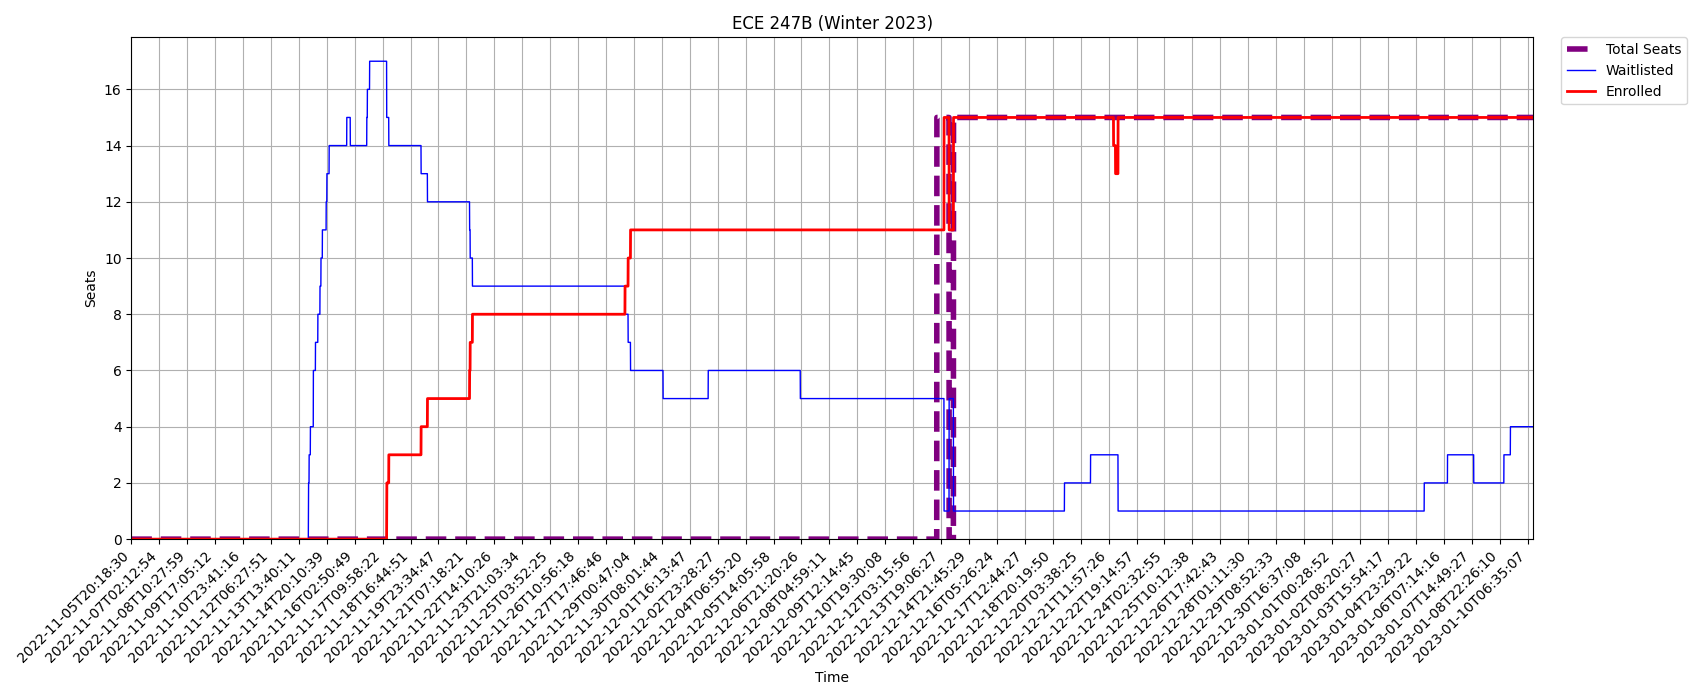 ECE 247B (Winter 2023)
Total Seats
Waitlisted
Enrolled
Seats
16
14
12
10
8
6
4
2
0
2022-11-05T20:18:30
2022-11-07T02:12:54
2022-11-08T10:27:59
2022-11-09T17:05:12
2022-11-10T23:41:16
2022-11-12T06:27:51
2022-11-13T13:40:11
2022-11-14T20:10:39
2022-11-16T02:50:49
2022-11-17T09:58:22
2022-11-18T16:44:51
2022-11-19T23:34:47
2022-11-21T07:18:21
2022-11-22T14:10:26
2022-11-23T21:03:34
2022-11-25T03:52:25
2022-11-26T10:56:18
2022-11-27T17:46:46
2022-11-29T00:47:04
2022-11-30T08:01:44
2022-12-01T16:13:47
2022-12-02T23:28:27
2022-12-04T06:55:20
2022-12-05T14:05:58
2022-12-06T21:20:26
2022-12-08T04:59:11
2022-12-09T12:14:45
2022-12-10T19:30:08
2022-12-12T03:15:56
2022-12-13T19:06:27
2022-12-14T21:45:29
2022-12-16T05:26:24
2022-12-17T12:44:27
2022-12-18T20:19:50
2022-12-20T03:38:25
2022-12-21T11:57:26
2022-12-22T19:14:57
2022-12-24T02:32:55
2022-12-25T10:12:38
2022-12-26T17:42:43
2022-12-28T01:11:30
2022-12-29T08:52:33
2022-12-30T16:37:08
2023-01-01T00:28:52
2023-01-02T08:20:27
2023-01-03T15:54:17
2023-01-04T23:29:22
2023-01-06T07:14:16
2023-01-07T14:49:27
2023-01-08T22:26:10
2023-01-10T06:35:07
Time